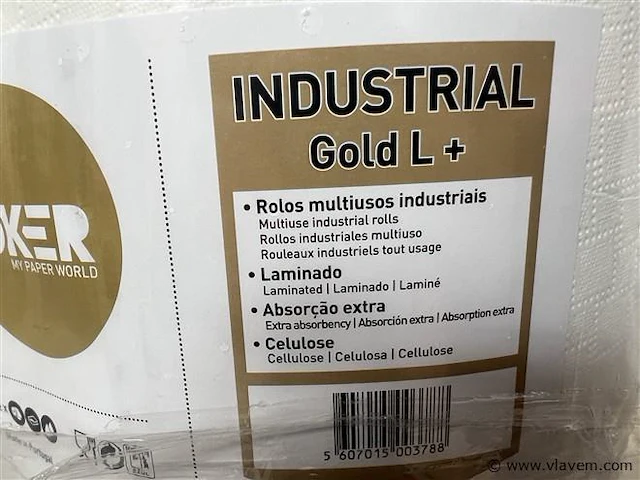 INDUSTRIAL
Gold L +
• Rolos multiusos industriais
Multiuse industrial rolls
Rollos industriales multiuso
Rouleaux industriels tout usage
• Laminado
Laminated | Laminado | Laminé
• Absorção extra
Extra absorbency | Absorción extra | Absorption extra
• Celulose
Cellulose | Celulosa | Cellulose
5 607015 003788
KER
MY PAPER WORLD
© www.vlavem.com